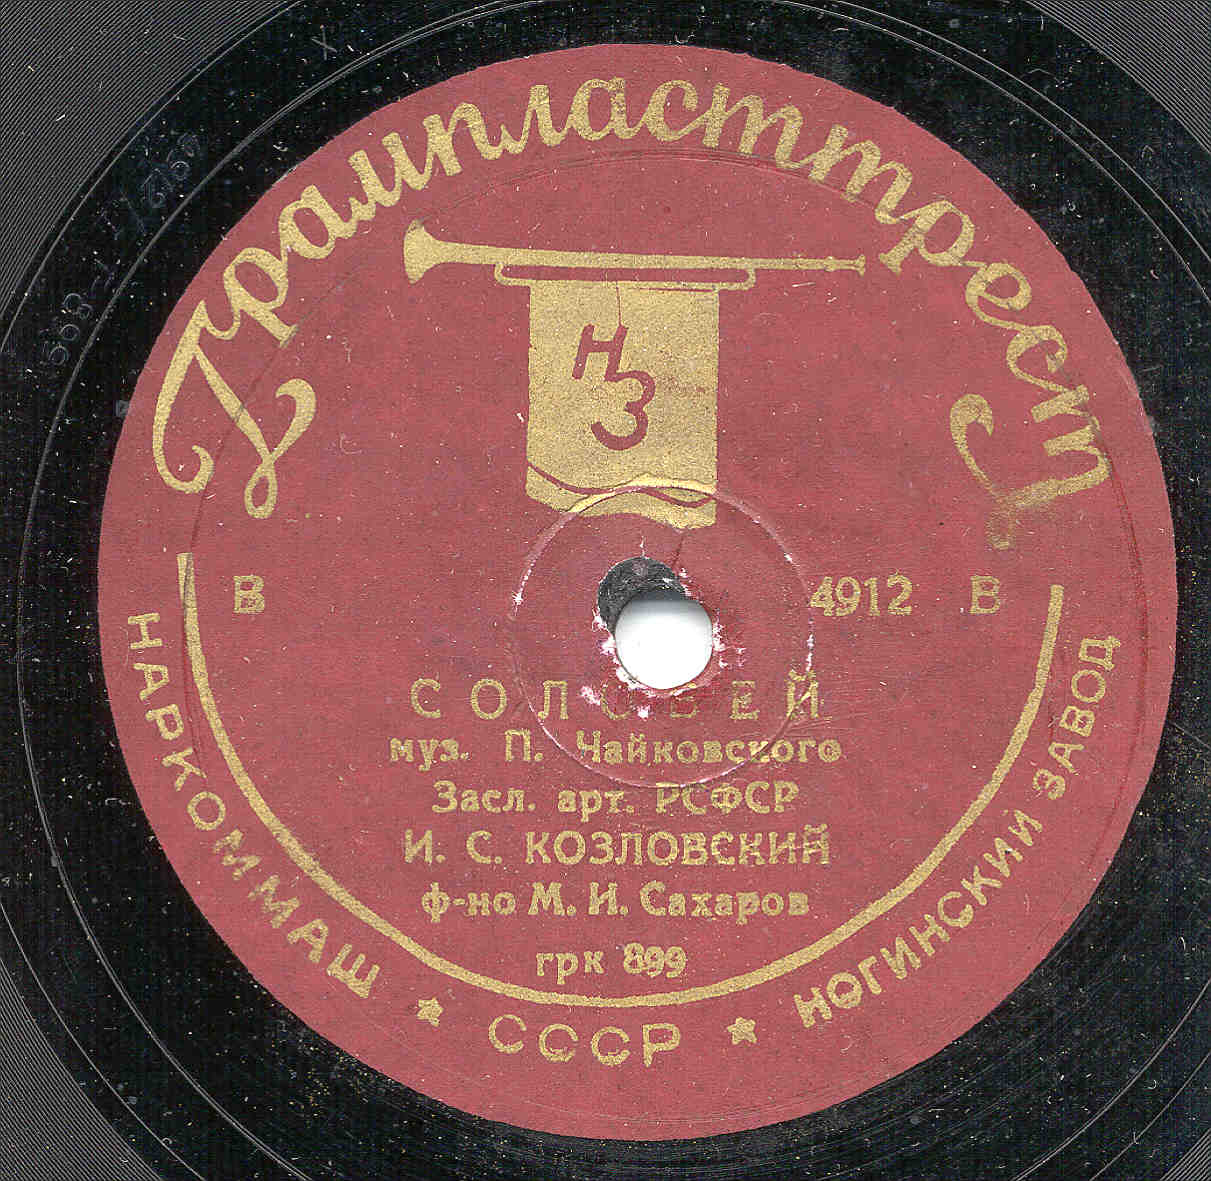 Грампласттрест
НЗ
В 4912 В
СОЛОВЕЙ
муз. П. Чайковского
Засл. арт. РСФСР
И. С. КОЗЛОВСКИЙ
ф-но М. И. Сахаров
грк 899
НАРКОММАШ ★ СССР ★ НОГИНСКИЙ ЗАВОД